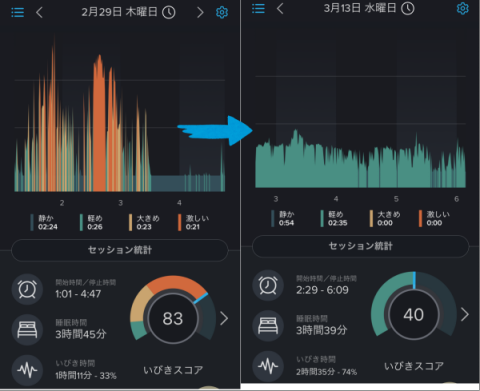 2月29日 木曜日
2 3 4
静か 軽め 大きめ 激しい
02:24 0:26 0:23 0:21
セッション統計
開始時間/停止時間
1:01 - 4:47
睡眠時間
3時間45分
いびき時間
1時間11分 - 33%
83
いびきスコア
3月13日 水曜日
3 4 5 6
静か 軽め 大きめ 激しい
0:54 02:35 0:00 0:00
セッション統計
開始時間/停止時間
2:29 - 6:09
睡眠時間
3時間39分
いびき時間
2時間35分 - 74%
40
いびきスコア